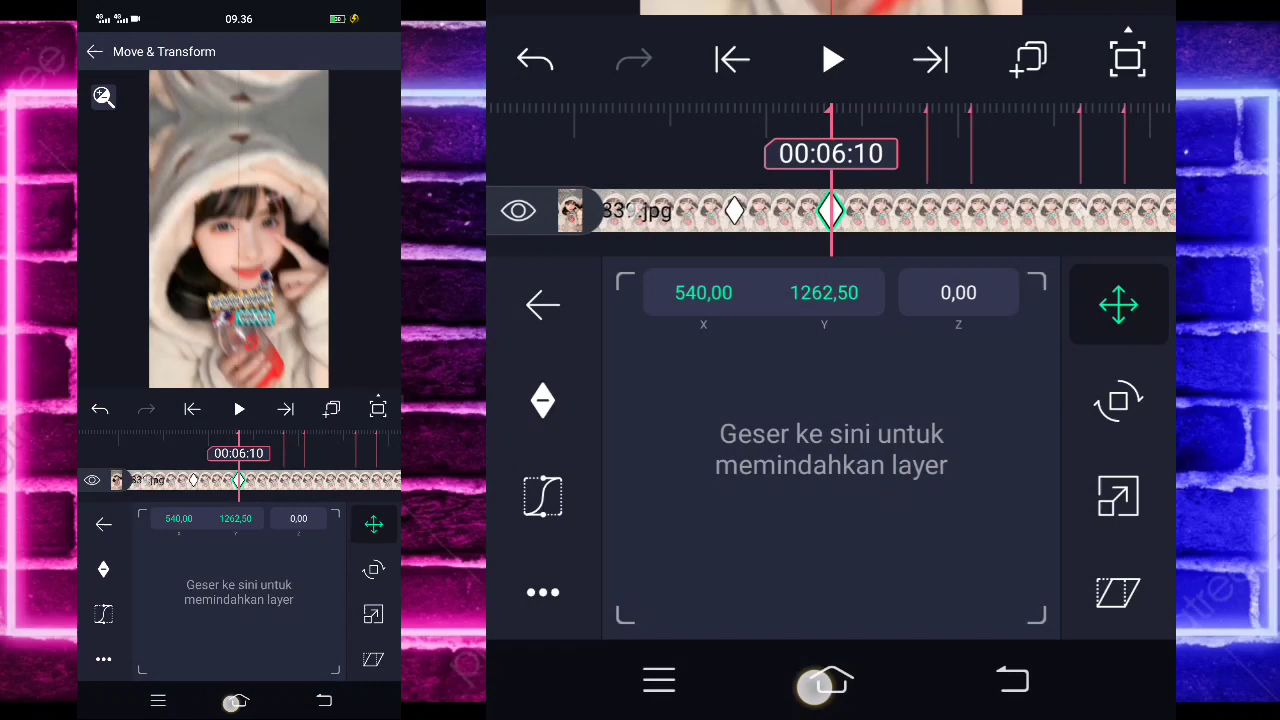 09.36
Move & Transform
00:06:10
540,00
1262,50
0,00
X
Y
Z
Geser ke sini untuk
memindahkan layer
00:06:10
339.jpg
540,00
1262,50
0,00
X
Y
Z
Geser ke sini untuk
memindahkan layer